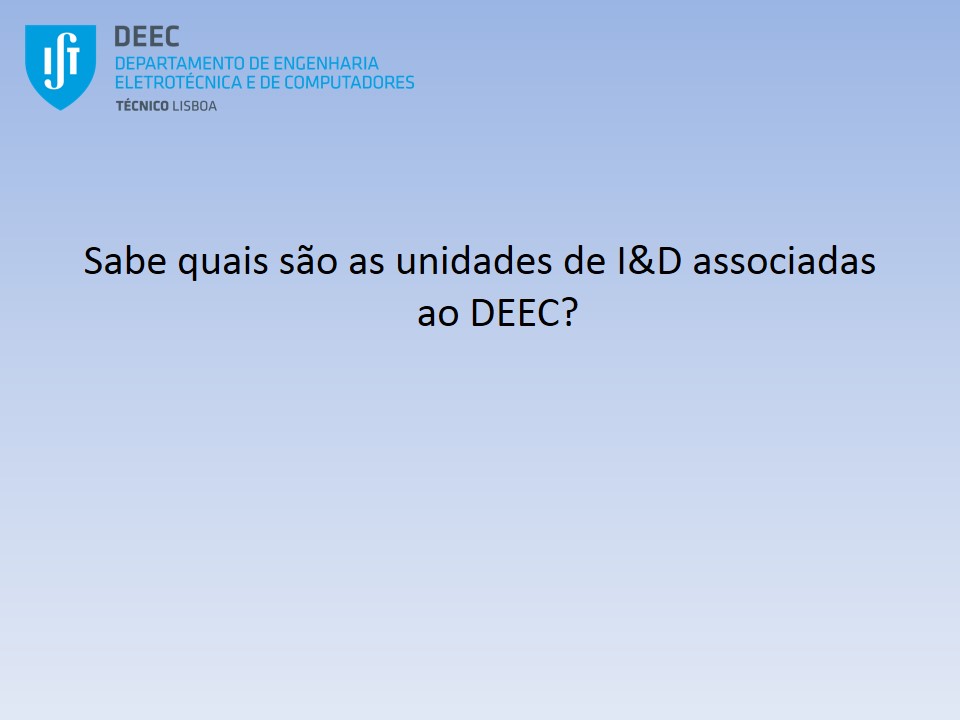 IST
DEEC
DEPARTAMENTO DE ENGENHARIA
ELETROTÉCNICA E DE COMPUTADORES
TÉCNICO LISBOA
Sabe quais são as unidades de I&D associadas
ao DEEC?